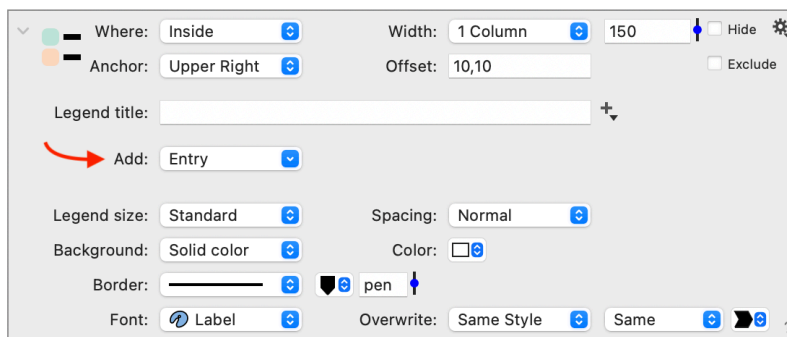 Where: Inside Width: 1 Column 150 Hide
Anchor: Upper Right Offset: 10,10 Exclude
Legend title:
Add: Entry
Legend size: Standard Spacing: Normal
Background: Solid color Color:
Border: pen
Font: Label Overwrite: Same Style Same